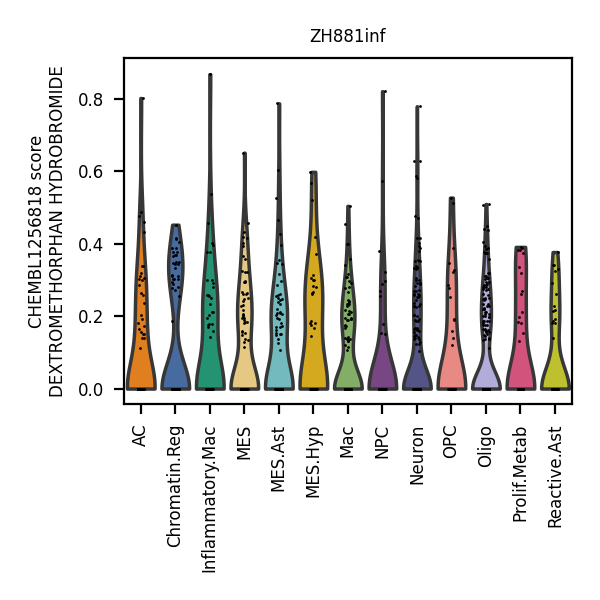 ZH881inf
CHEMBL1256818 score
DEXTROMETHORPHAN HYDROBROMIDE
0.8
0.6
0.4
0.2
0.0
AC
Chromatin.Reg
Inflammatory.Mac
MES
MES.Ast
MES.Hyp
Mac
NPC
Neuron
OPC
Oligo
Prolif.Metab
Reactive.Ast